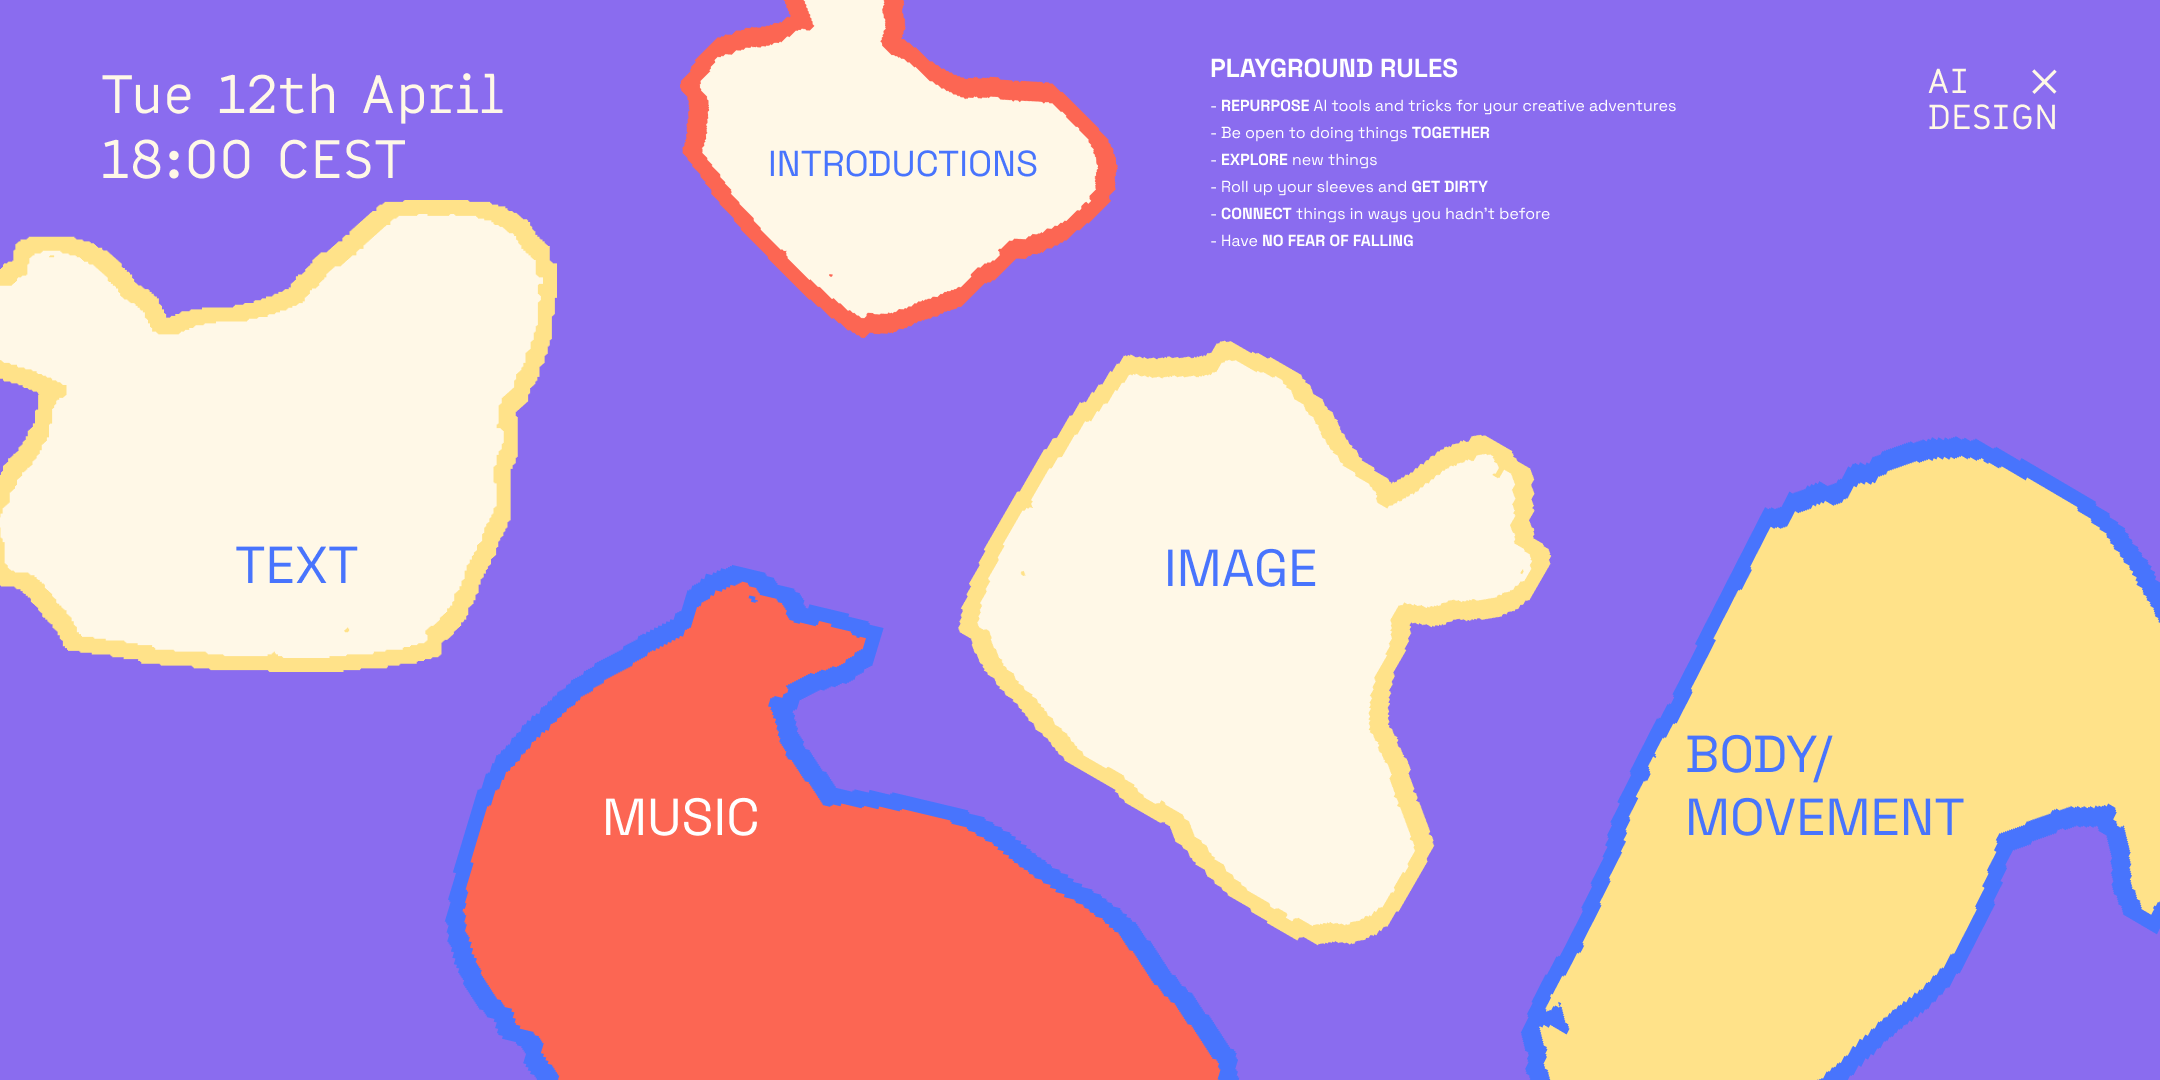 Tue 12th April
18:00 CEST
INTRODUCTIONS
PLAYGROUND RULES
- REPURPOSE AI tools and tricks for your creative adventures
- Be open to doing things TOGETHER
- EXPLORE new things
- Roll up your sleeves and GET DIRTY
- CONNECT things in ways you hadn't before
- Have NO FEAR OF FALLING
AI X
DESIGN
TEXT
IMAGE
MUSIC
BODY/
MOVEMENT